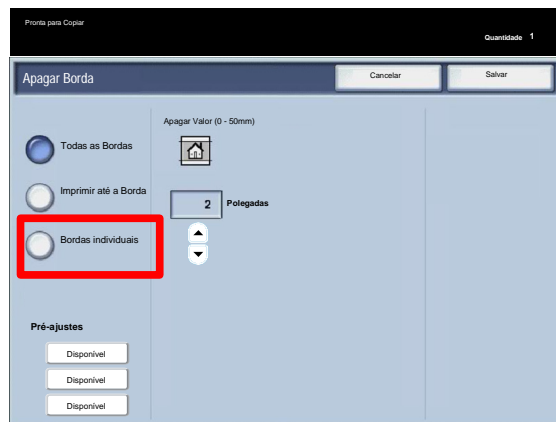 Pronta para Copiar
Quantidade 1
Apagar Borda
Cancelar
Salvar
Apagar Valor (0 - 50mm)
Todas as Bordas
Imprimir até a Borda
2 Polegadas
Bordas individuais
Pré-ajustes
Disponível
Disponível
Disponível